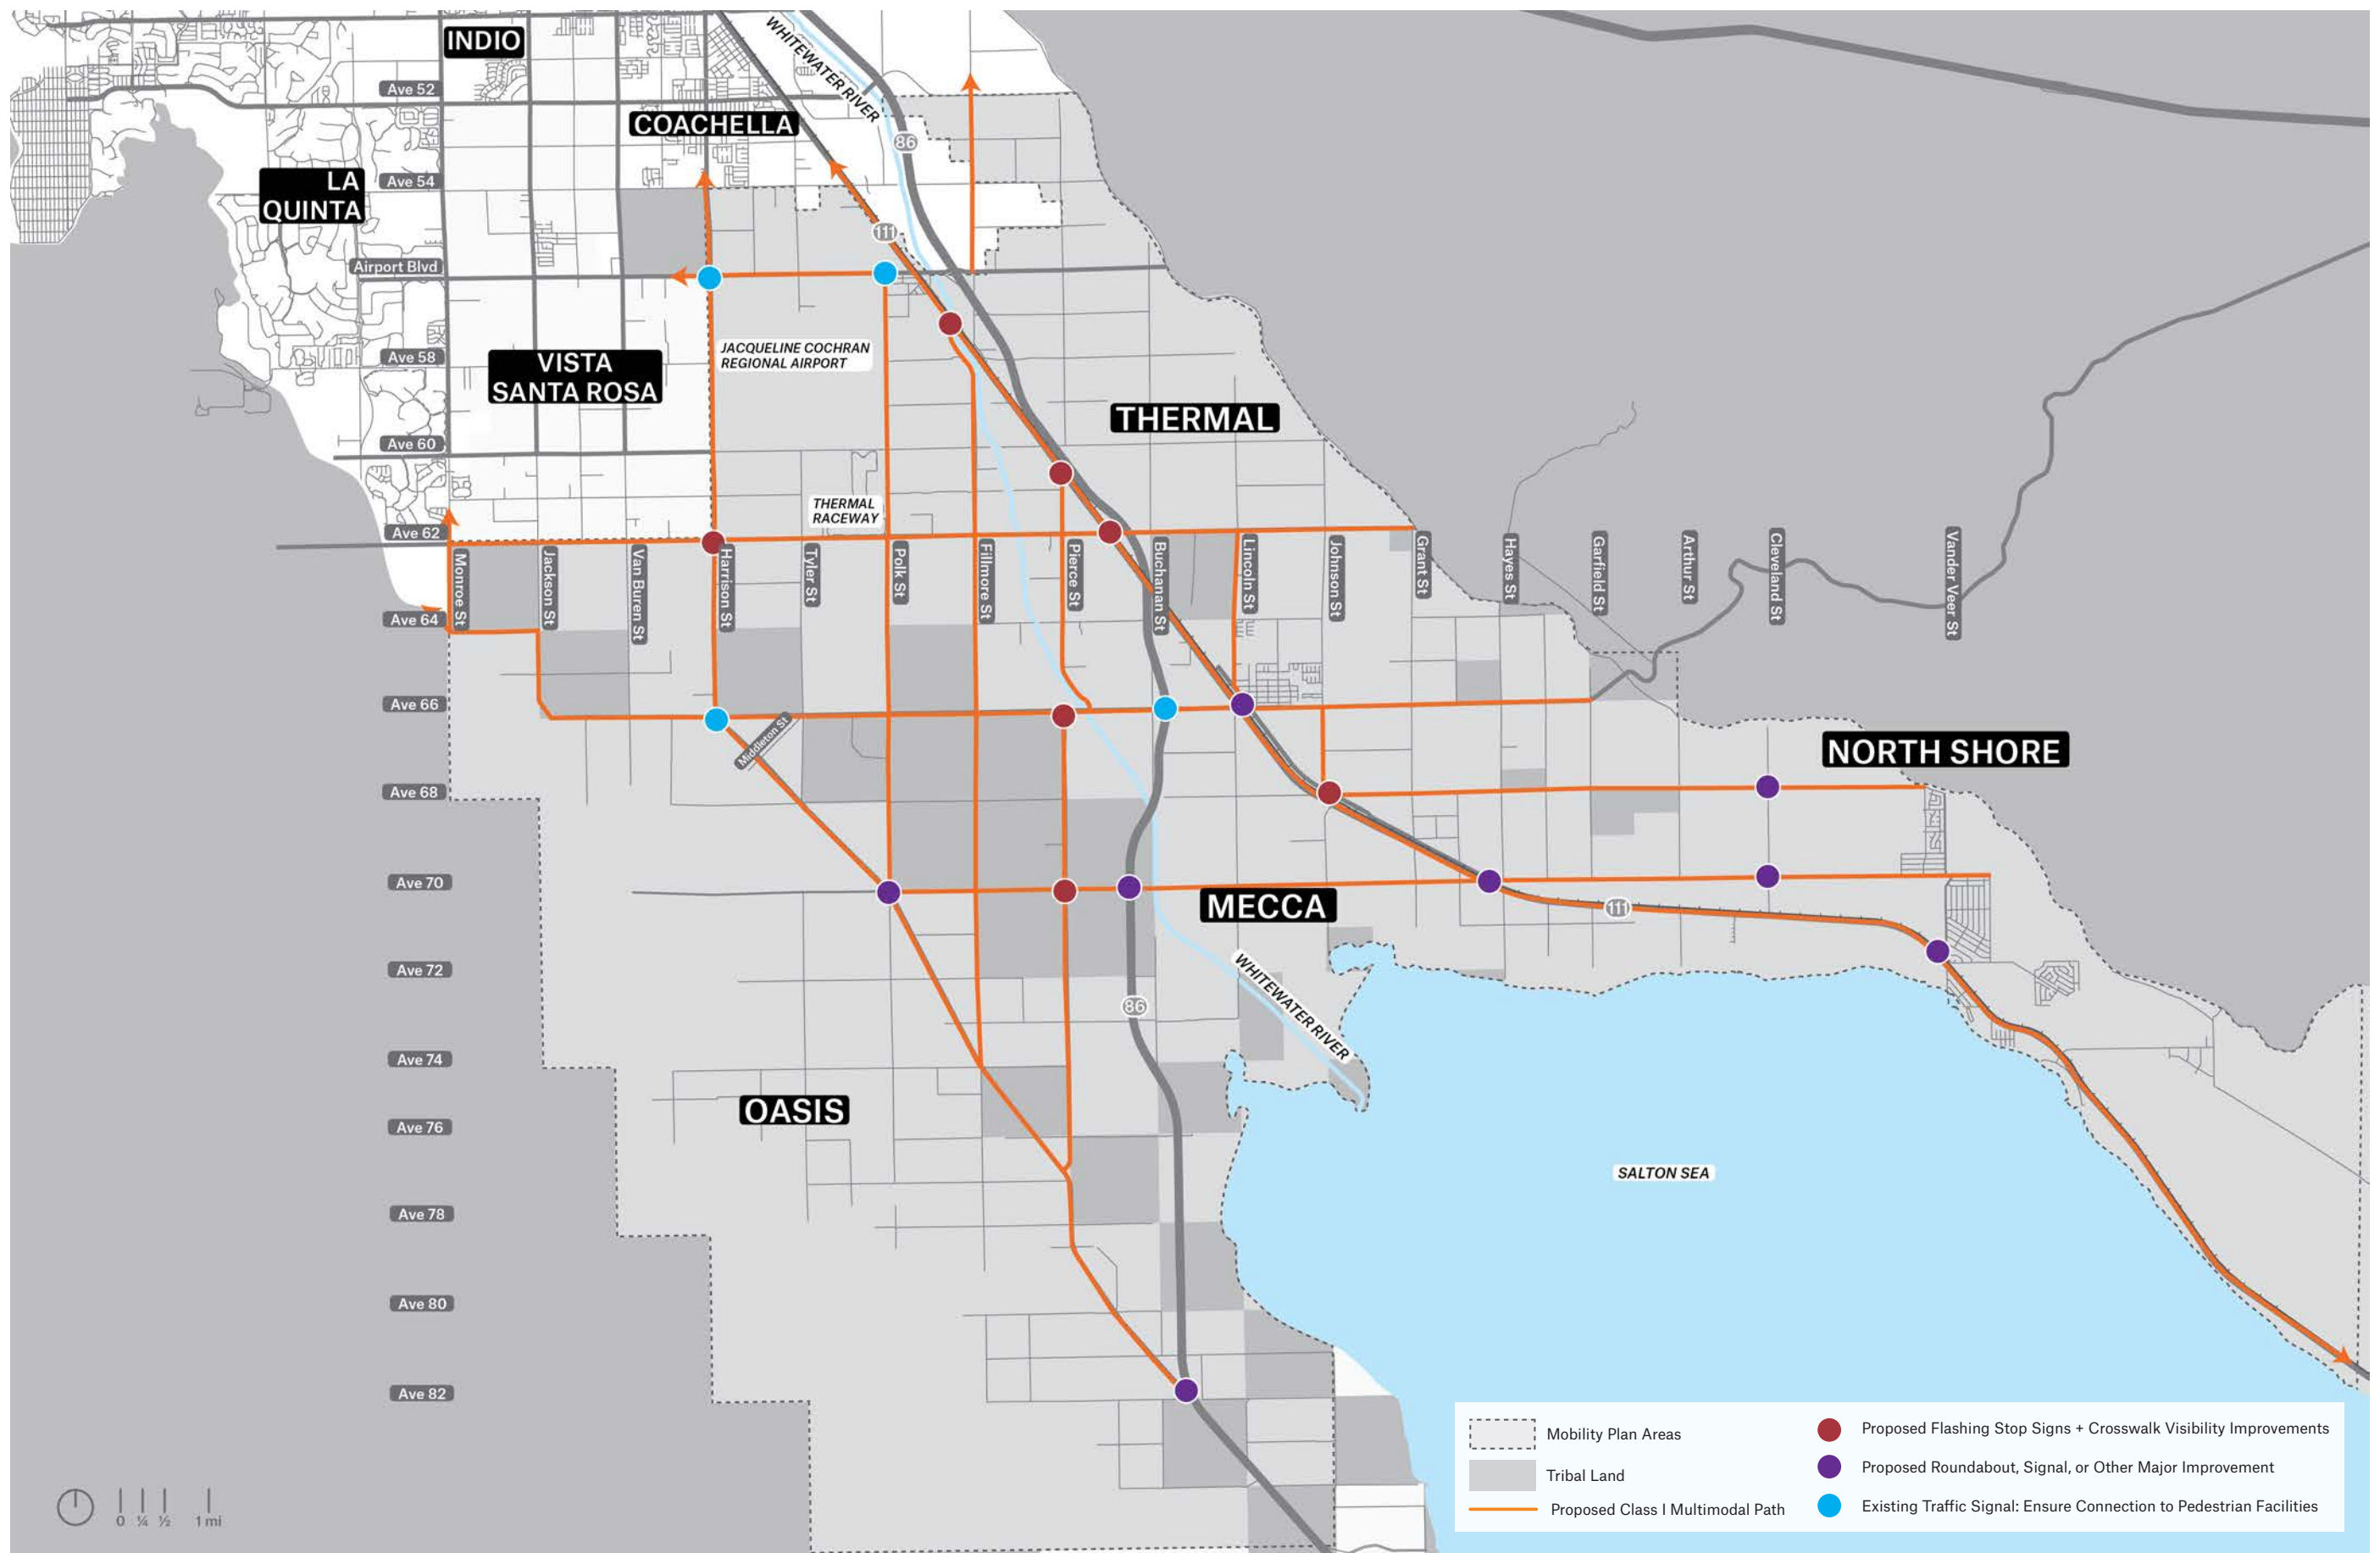 INDIO
WHITEWATER RIVER
Ave 52
COACHELLA
86
LA
QUINTA
Ave 54
111
Airport Blvd
JACQUELINE COCHRAN
REGIONAL AIRPORT
Ave 58
VISTA
SANTA ROSA
THERMAL
Ave 60
THERMAL
RACEWAY
Ave 62
Monroe St
Jackson St
Van Buren St
Harrison St
Tyler St
Polk St
Fillmore St
Pierce St
Buchanan St
Lincoln St
Johnson St
Grant St
Hayes St
Garfield St
Arthur St
Cleveland St
Vander Veer St
Ave 64
Ave 66
Middleton St
NORTH SHORE
Ave 68
Ave 70
MECCA
111
Ave 72
WHITEWATER RIVER
86
Ave 74
OASIS
Ave 76
SALTON SEA
Ave 78
Ave 80
Ave 82
Mobility Plan Areas
Tribal Land
Proposed Class I Multimodal Path
Proposed Flashing Stop Signs + Crosswalk Visibility Improvements
Proposed Roundabout, Signal, or Other Major Improvement
Existing Traffic Signal: Ensure Connection to Pedestrian Facilities
0 ¼ ½ 1 mi